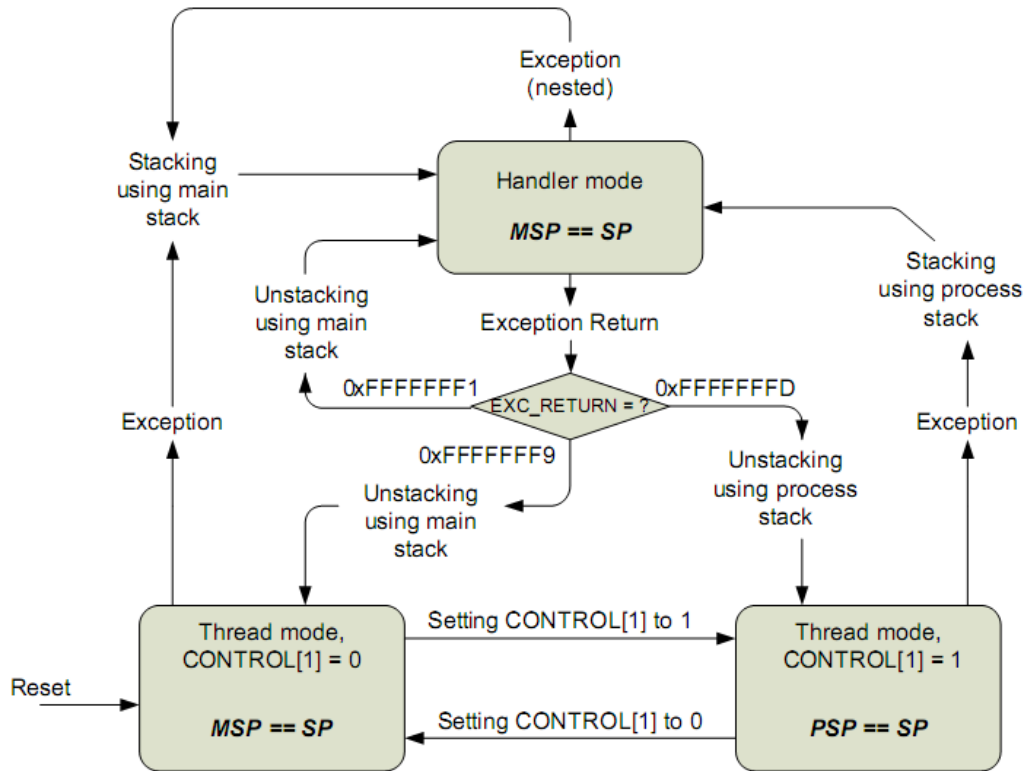 Exception
(nested)
Stacking
using main
stack
Handler mode
MSP == SP
Stacking
using process
stack
Unstacking
using main
stack
Exception Return
0xFFFFFFF1
0xFFFFFFFD
EXC_RETURN = ?
Exception
Exception
0xFFFFFFF9
Unstacking
using main
stack
Unstacking
using process
stack
Thread mode,
CONTROL[1] = 0
MSP == SP
Setting CONTROL[1] to 1
Thread mode,
CONTROL[1] = 1
PSP == SP
Reset
Setting CONTROL[1] to 0